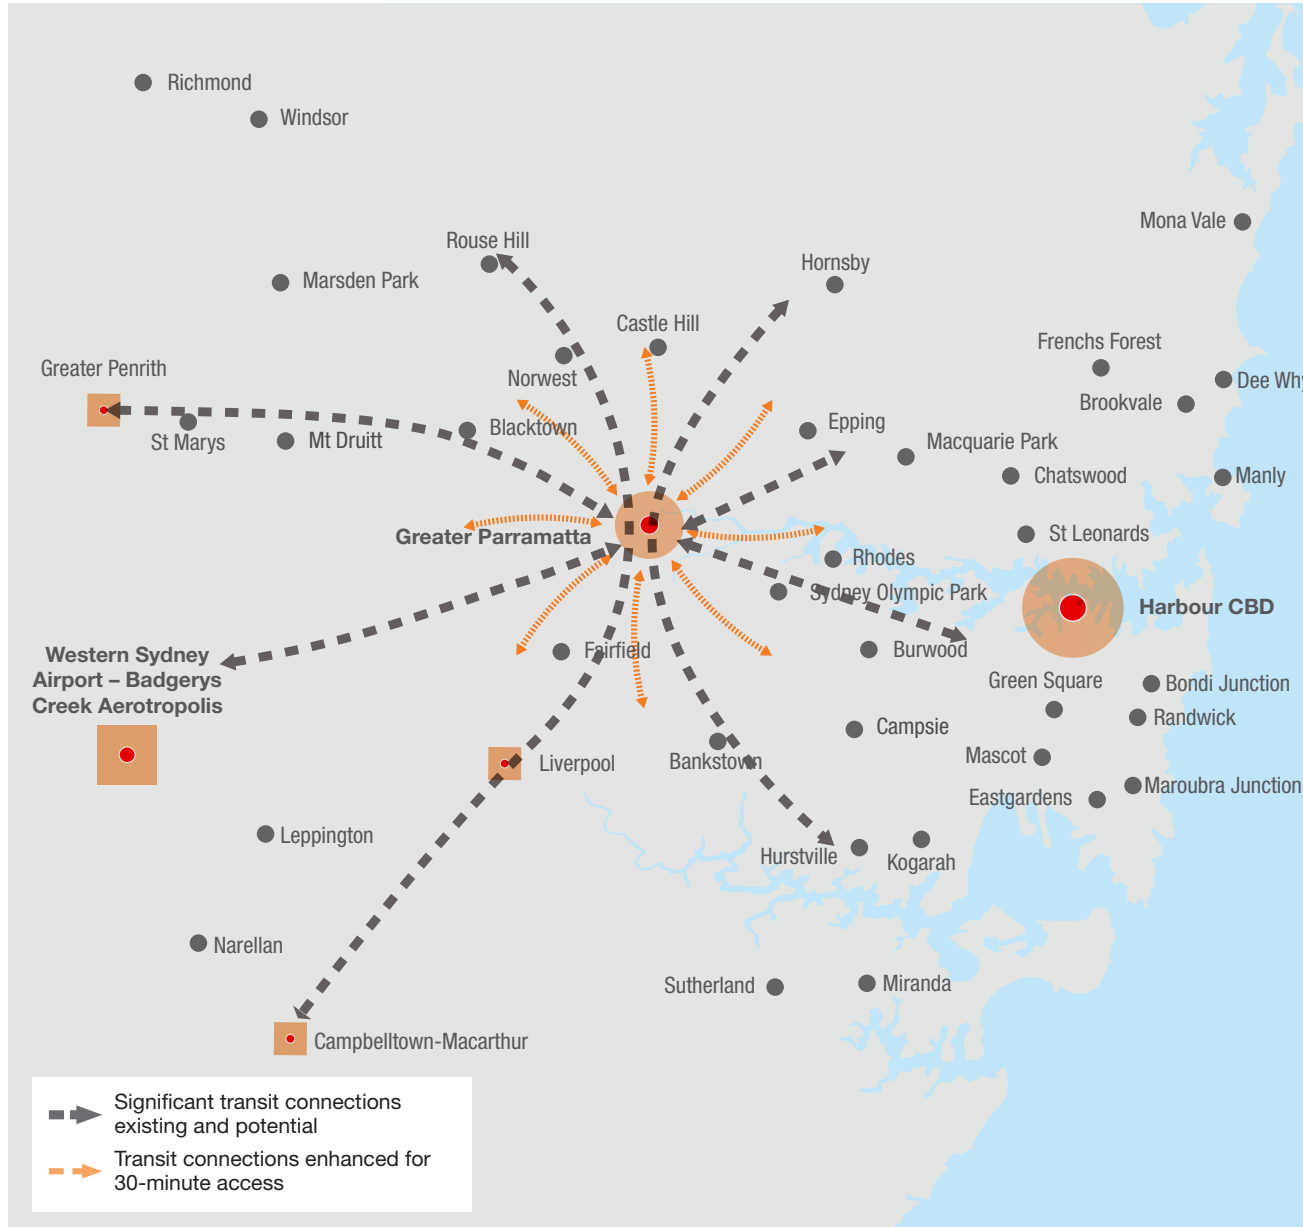 Richmond
Windsor
Mona Vale
Rouse Hill
Hornsby
Marsden Park
Castle Hill
Frenchs Forest
Greater Penrith
Norwest
Dee Why
Brookvale
Blacktown
Epping
St Marys
Mt Druitt
Macquarie Park
Chatswood
Manly
Greater Parramatta
St Leonards
Rhodes
Sydney Olympic Park
Harbour CBD
Fairfield
Burwood
Western Sydney
Airport – Badgerys
Creek Aerotropolis
Green Square
Bondi Junction
Randwick
Campsie
Mascot
Liverpool
Bankstown
Maroubra Junction
Eastgardens
Leppington
Hurstville
Kogarah
Narellan
Sutherland
Miranda
Campbelltown-Macarthur
Significant transit connections
existing and potential
Transit connections enhanced for
30-minute access